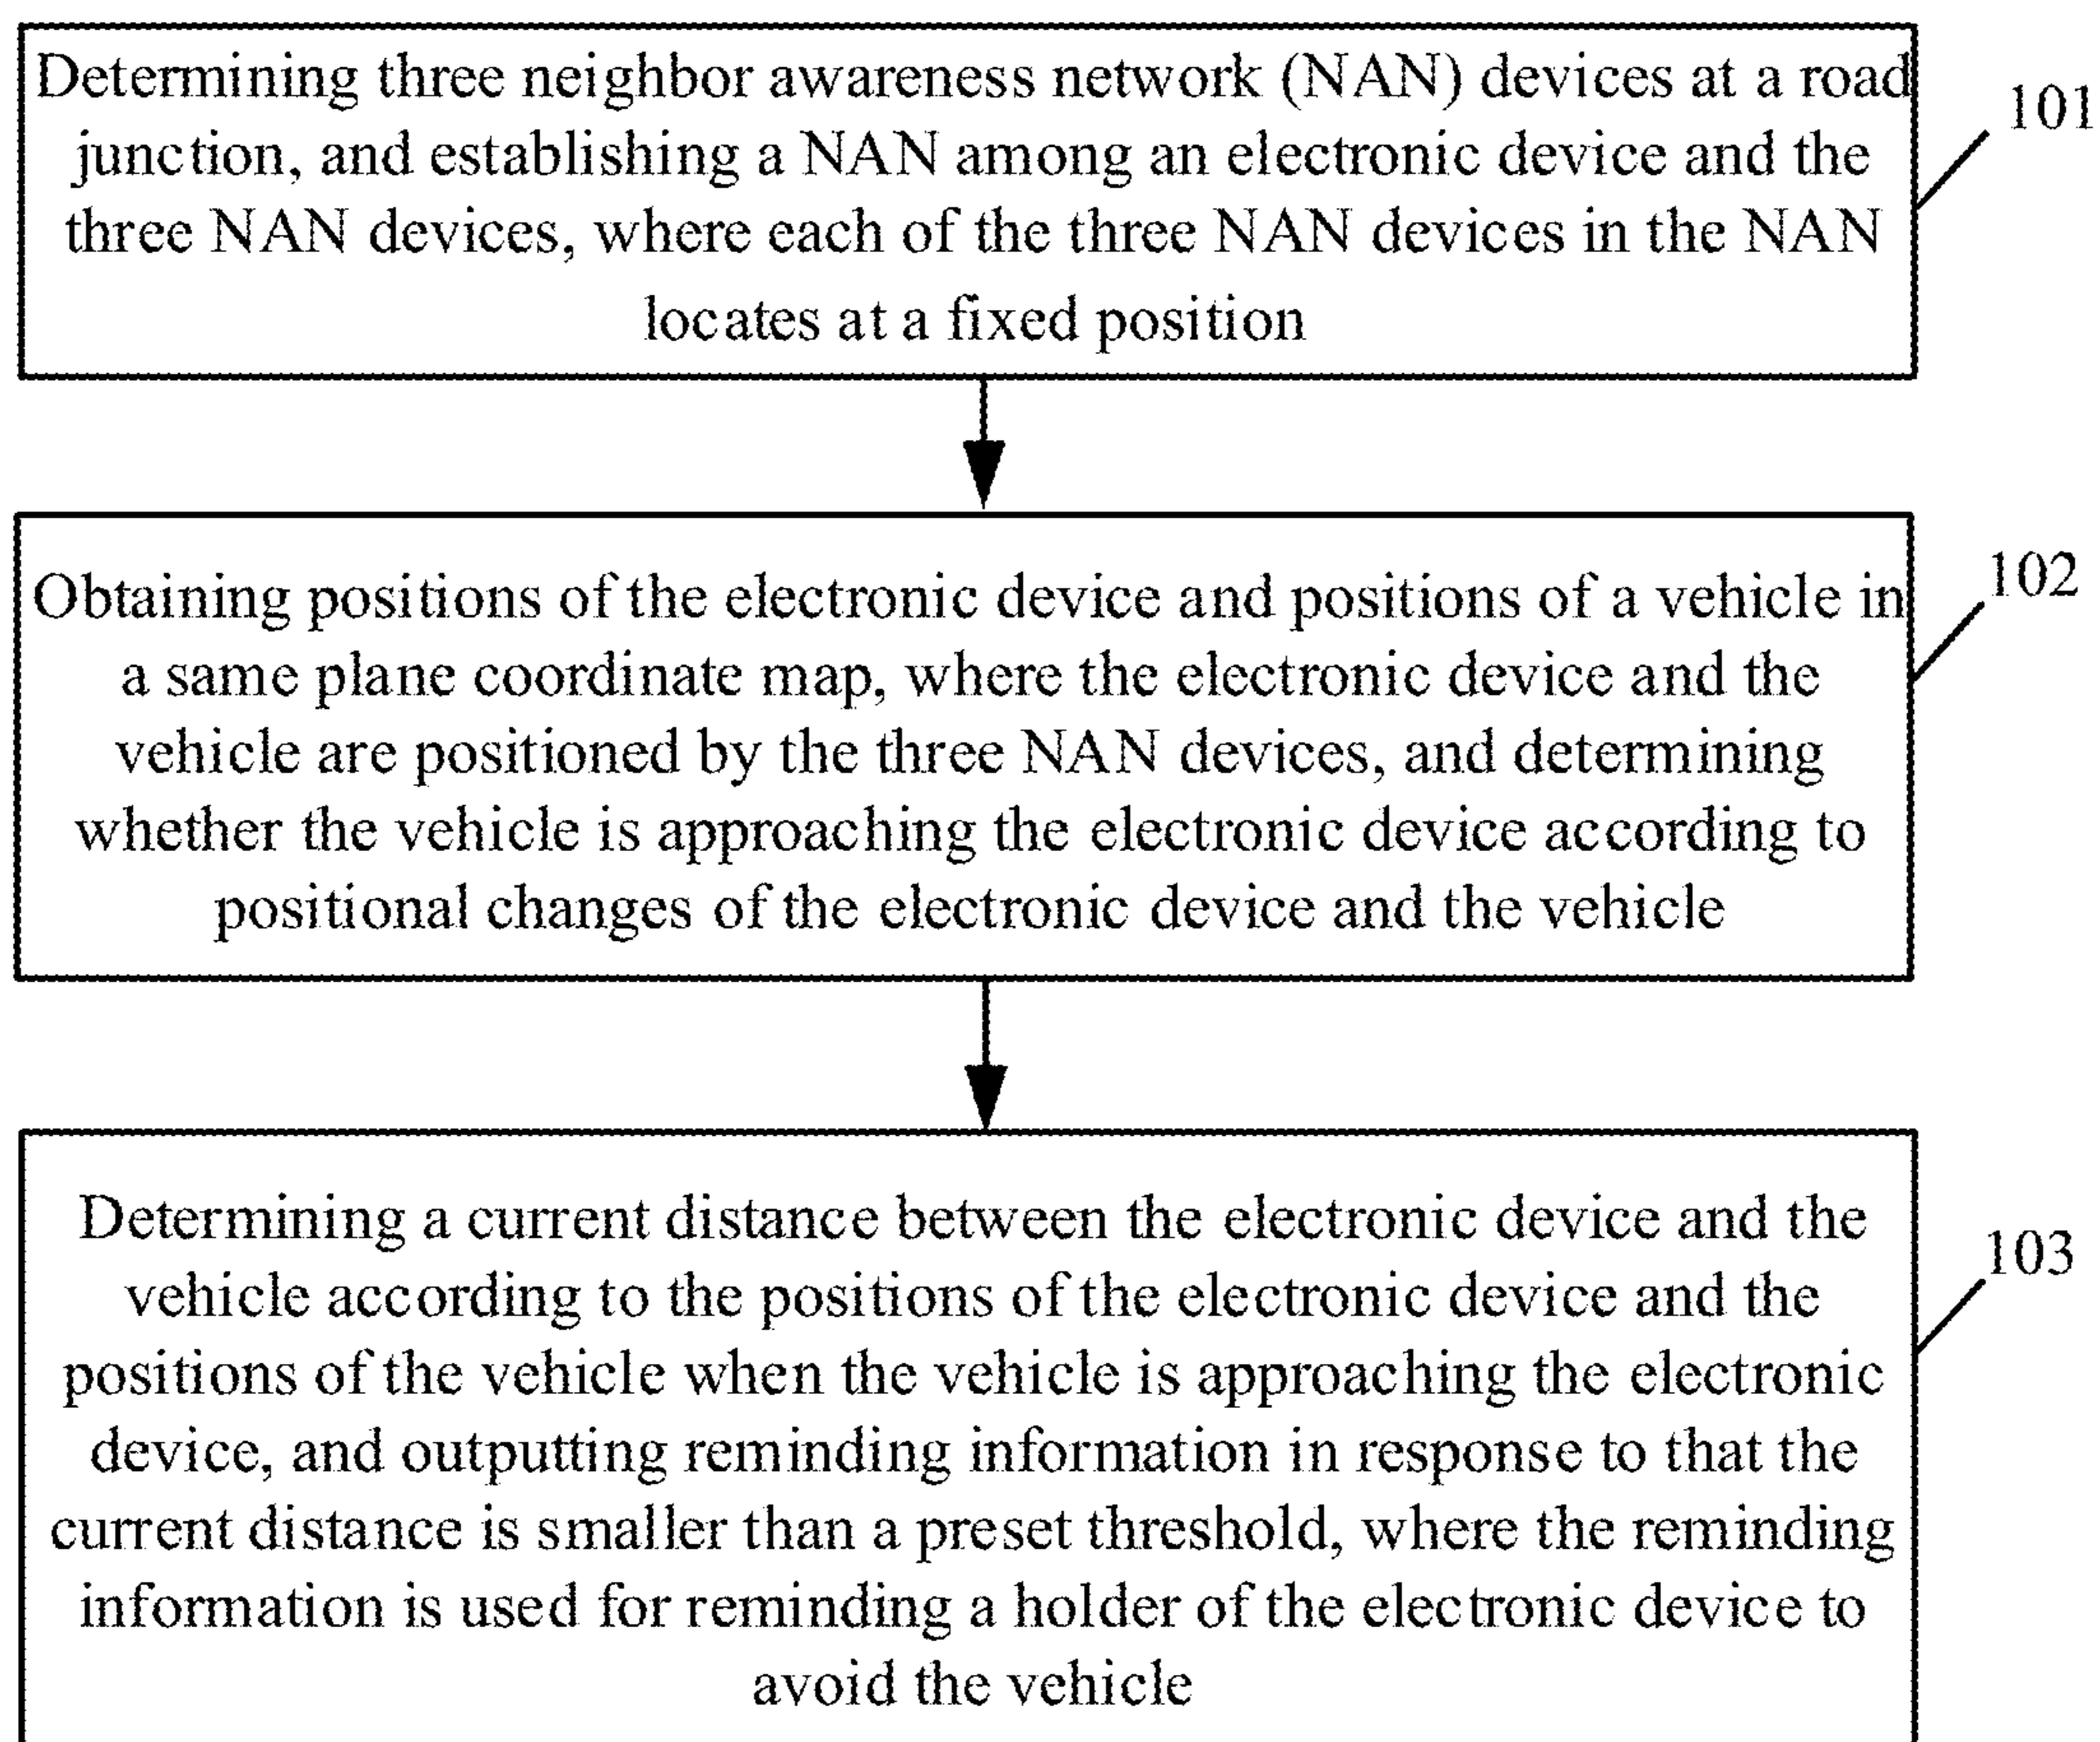 Determining three neighbor awareness network (NAN) devices at a road
junction, and establishing a NAN among an electronic device and the
three NAN devices, where each of the three NAN devices in the NAN
locates at a fixed position
101
Obtaining positions of the electronic device and positions of a vehicle in
a same plane coordinate map, where the electronic device and the
vehicle are positioned by the three NAN devices, and determining
whether the vehicle is approaching the electronic device according to
positional changes of the electronic device and the vehicle
102
Determining a current distance between the electronic device and the
vehicle according to the positions of the electronic device and the
positions of the vehicle when the vehicle is approaching the electronic
device, and outputting reminding information in response to that the
current distance is smaller than a preset threshold, where the reminding
information is used for reminding a holder of the electronic device to
avoid the vehicle
103